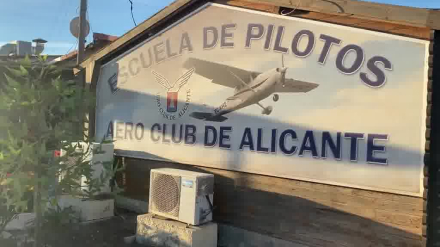 ESCUELA DE PILOTOS
AERO CLUB DE ALICANTE